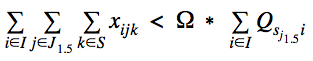 ∑_{i∈I} ∑_{j∈J_{1.5}} ∑_{k∈S} x_{ijk} < Ω * ∑_{i∈I} Q_{s_{j_{1.5}}i}